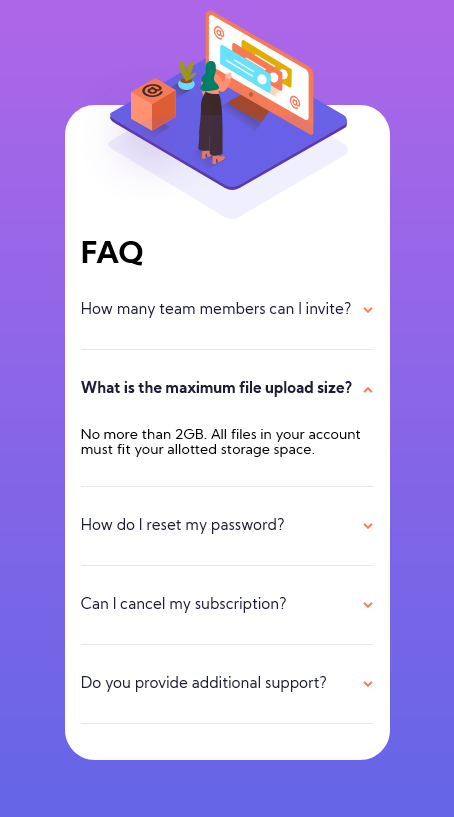 @
@
@
FAQ
How many team members can I invite?
What is the maximum file upload size?
No more than 2GB. All files in your account
must fit your allotted storage space.
How do I reset my password?
Can I cancel my subscription?
Do you provide additional support?